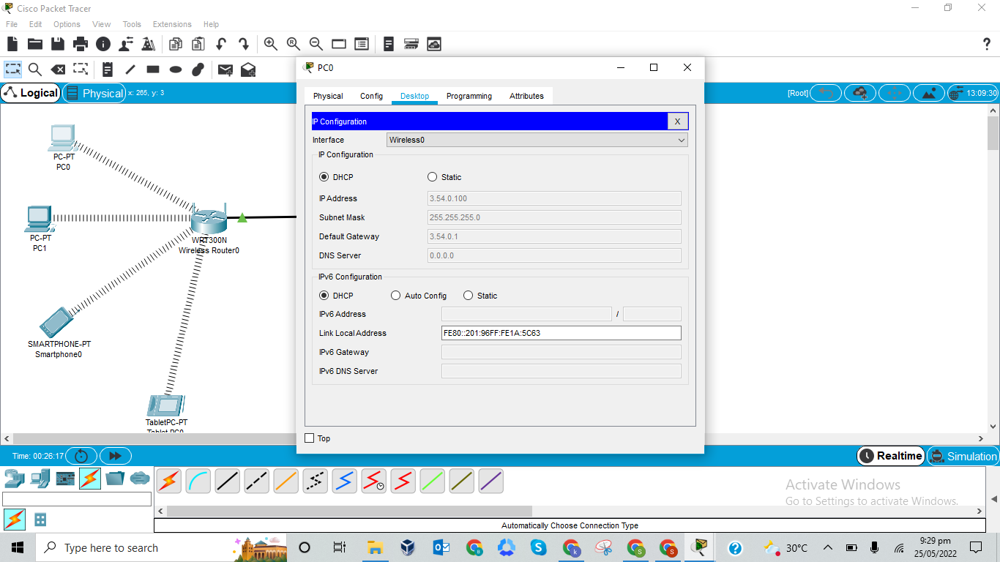 Cisco Packet Tracer
File Edit Options View Tools Extensions Help
?
PC0
Logical Physical x: 265, y: 3
[Root] 13:09:30
Physical Config Desktop Programming Attributes
IP Configuration X
Interface Wireless0
IP Configuration
DHCP Static
IP Address 3.54.0.100
Subnet Mask 255.255.255.0
Default Gateway 3.54.0.1
DNS Server 0.0.0.0
IPv6 Configuration
DHCP Auto Config Static
IPv6 Address /
Link Local Address FE80::201:96FF:FE1A:5C63
IPv6 Gateway
IPv6 DNS Server
Top
PC-PT
PC0
PC-PT
PC1
WRT300N
Wireless Router0
SMARTPHONE-PT
Smartphone0
TabletPC-PT
Tablet PC0
Time: 00:26:17
Realtime Simulation
Activate Windows
Go to Settings to activate Windows.
Automatically Choose Connection Type
Type here to search
30°C
9:29 pm
25/05/2022